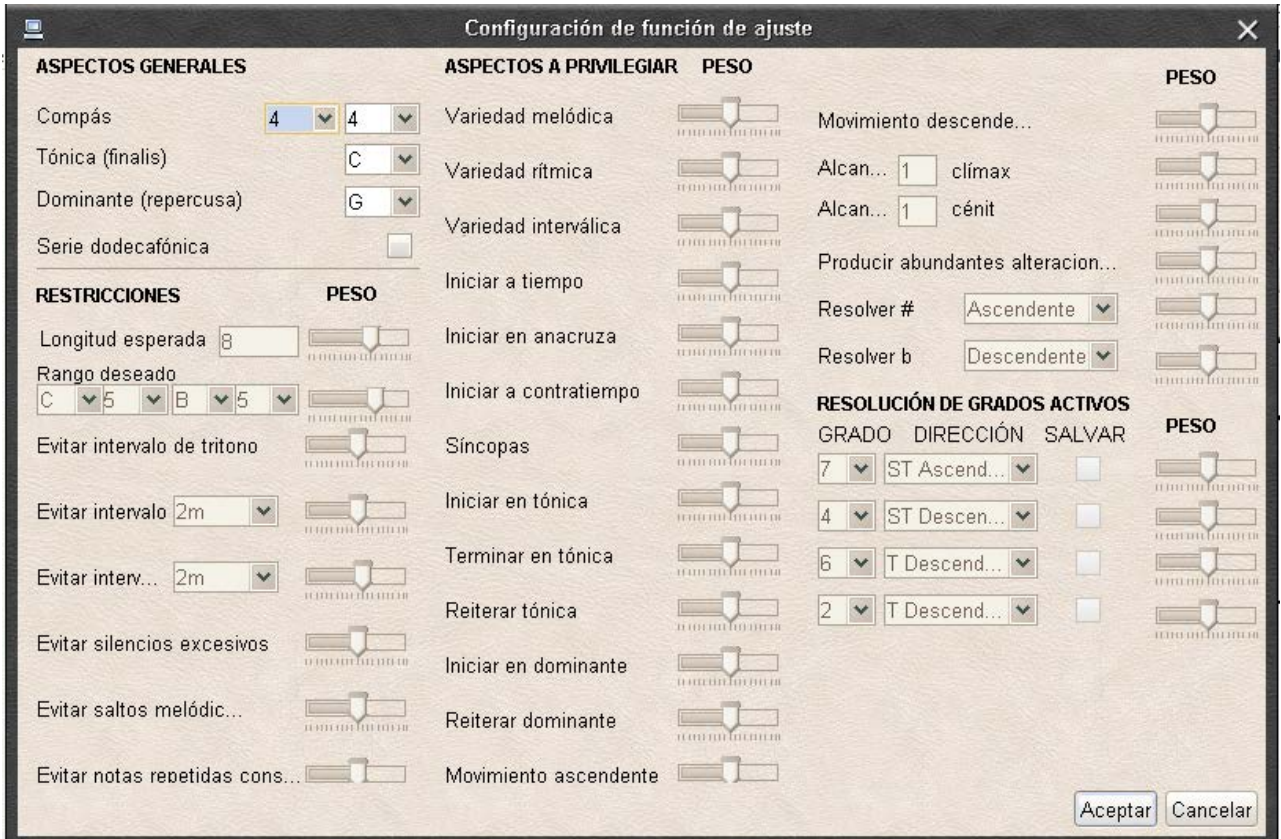 Configuración de función de ajuste
ASPECTOS GENERALES
Compás 4 4
Tónica (finalis) C
Dominante (repercusa) G
Serie dodecafónica
RESTRICCIONES PESO
Longitud esperada 8
Rango deseado
C 5 B 5
Evitar intervalo de tritono
Evitar intervalo 2m
Evitar interv... 2m
Evitar silencios excesivos
Evitar saltos melódic...
Evitar notas repetidas cons...
ASPECTOS A PRIVILEGIAR PESO
Variedad melódica
Variedad rítmica
Variedad interválica
Iniciar a tiempo
Iniciar en anacruza
Iniciar a contratiempo
Síncopas
Iniciar en tónica
Terminar en tónica
Reiterar tónica
Iniciar en dominante
Reiterar dominante
Movimiento ascendente
PESO
Movimiento descende...
Alcan... 1 clímax
Alcan... 1 cénit
Producir abundantes alteracion...
Resolver # Ascendente
Resolver b Descendente
RESOLUCIÓN DE GRADOS ACTIVOS
PESO
GRADO DIRECCIÓN SALVAR
7 ST Ascend...
4 ST Descen...
6 T Descend...
2 T Descend...
Aceptar Cancelar